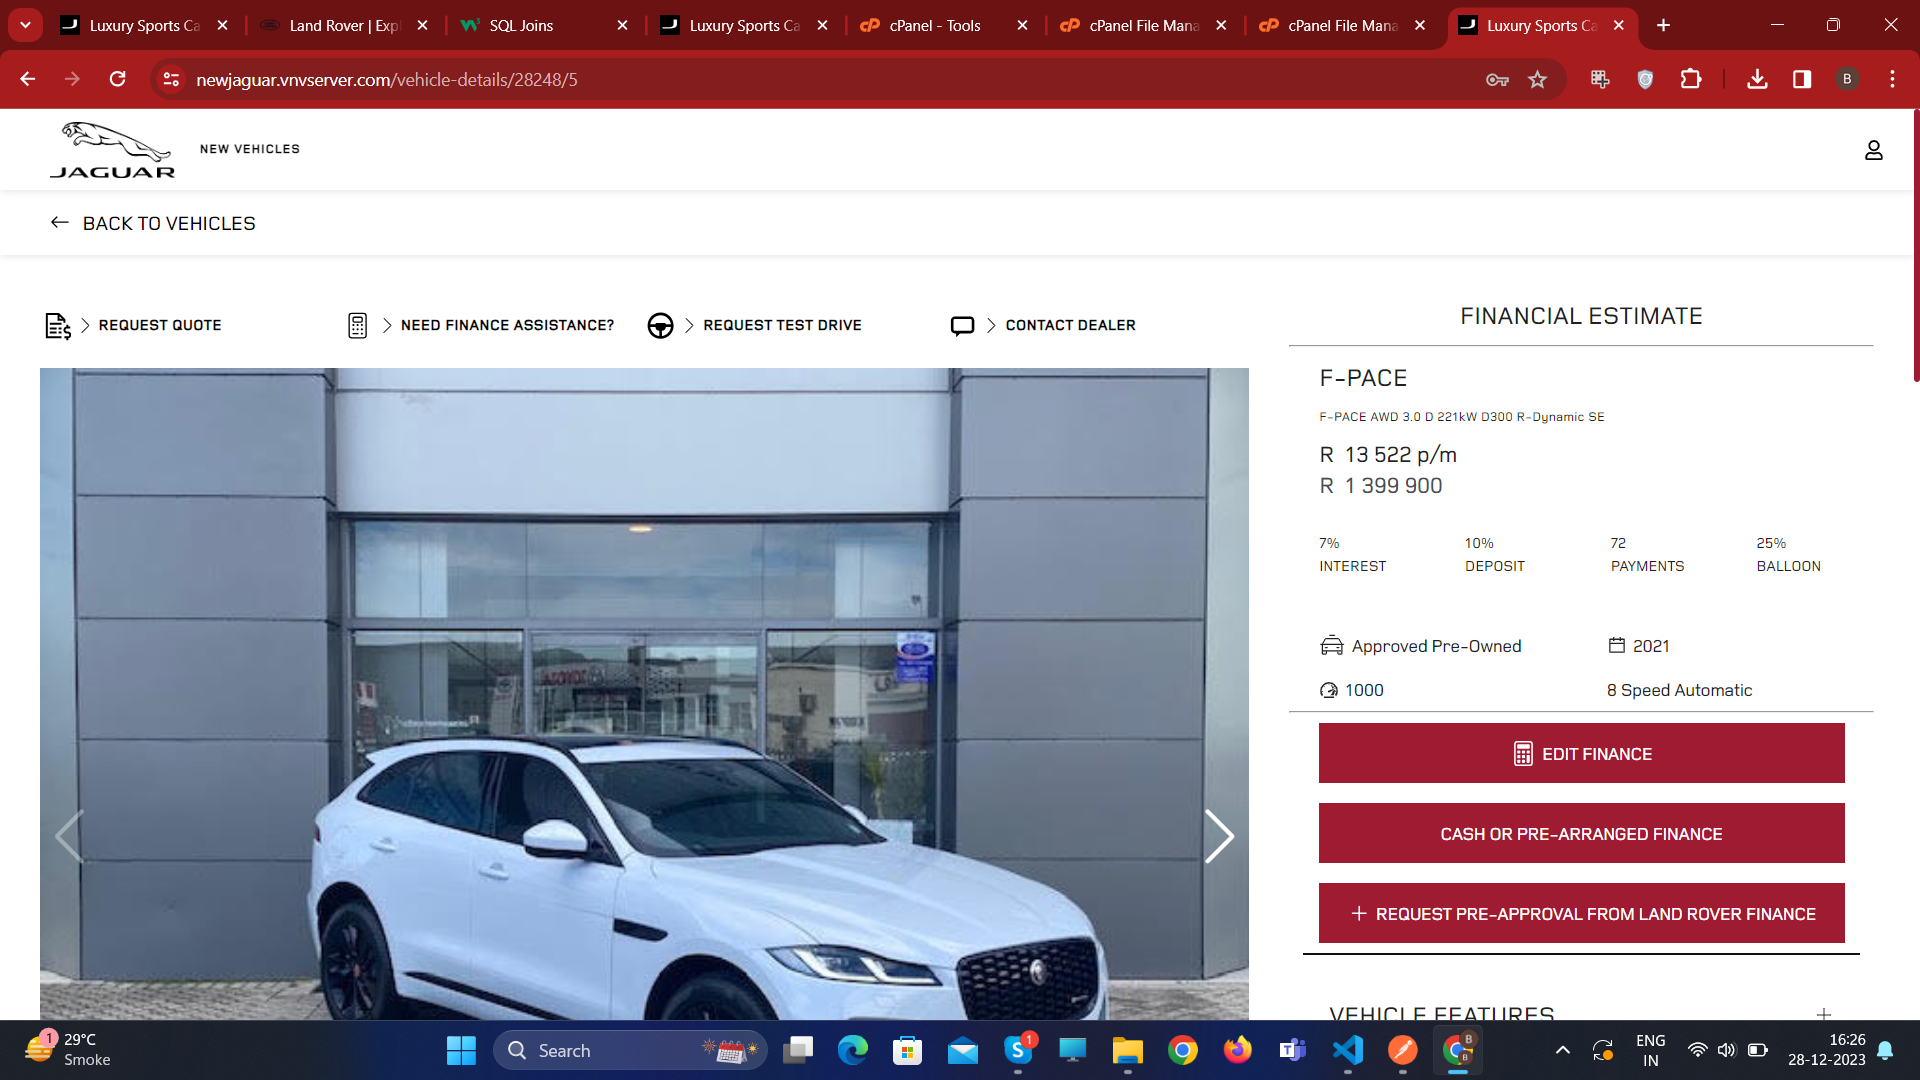 Luxury Sports Ca
Land Rover | Expl
SQL Joins
Luxury Sports Ca
cPanel - Tools
cPanel File Mana
cPanel File Mana
Luxury Sports Ca
newjaguar.vnvserver.com/vehicle-details/28248/5
B
JAGUAR
NEW VEHICLES
BACK TO VEHICLES
REQUEST QUOTE
NEED FINANCE ASSISTANCE?
REQUEST TEST DRIVE
CONTACT DEALER
FINANCIAL ESTIMATE
F-PACE
F-PACE AWD 3.0 D 221kW D300 R-Dynamic SE
R 13 522 p/m
R 1 399 900
7%
INTEREST
10%
DEPOSIT
72
PAYMENTS
25%
BALLOON
Approved Pre-Owned
2021
1000
8 Speed Automatic
EDIT FINANCE
CASH OR PRE-ARRANGED FINANCE
+ REQUEST PRE-APPROVAL FROM LAND ROVER FINANCE
VEHICLE FEATURES +
1
29°C
Smoke
Search
1
ENG
IN
16:26
28-12-2023